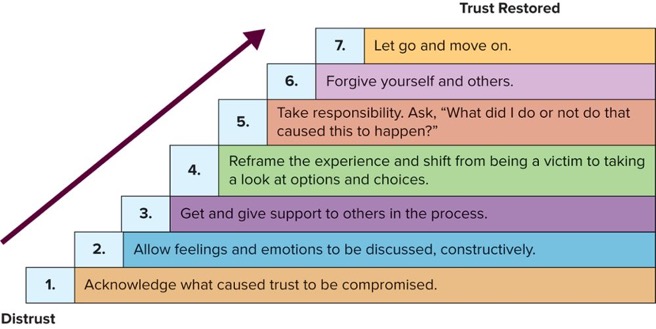 Trust Restored
7. Let go and move on.
6. Forgive yourself and others.
5. Take responsibility. Ask, “What did I do or not do that
caused this to happen?”
4. Reframe the experience and shift from being a victim to taking
a look at options and choices.
3. Get and give support to others in the process.
2. Allow feelings and emotions to be discussed, constructively.
1. Acknowledge what caused trust to be compromised.
Distrust